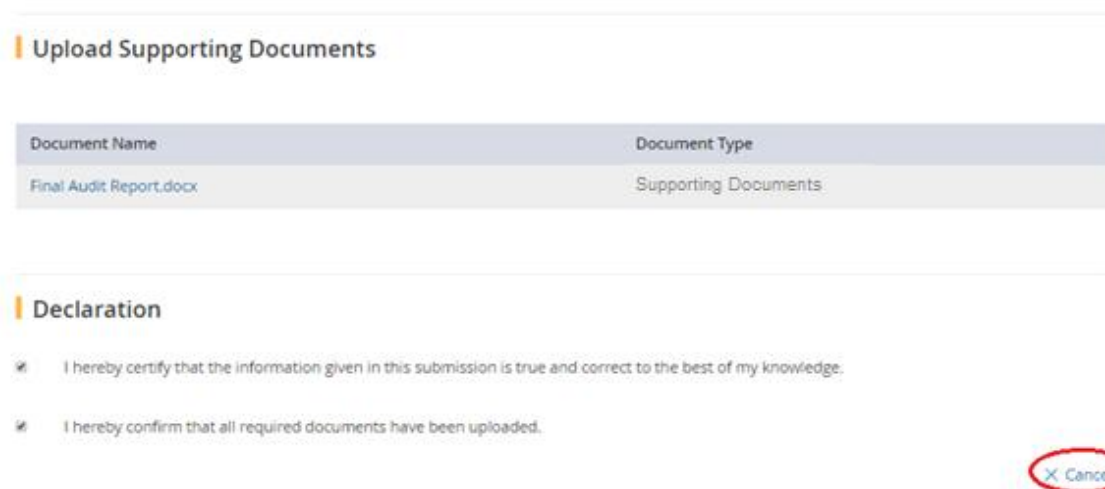 Upload Supporting Documents
Document Name Document Type
Final Audit Report.docx Supporting Documents
Declaration
I hereby certify that the information given in this submission is true and correct to the best of my knowledge.
I hereby confirm that all required documents have been uploaded.
× Cance